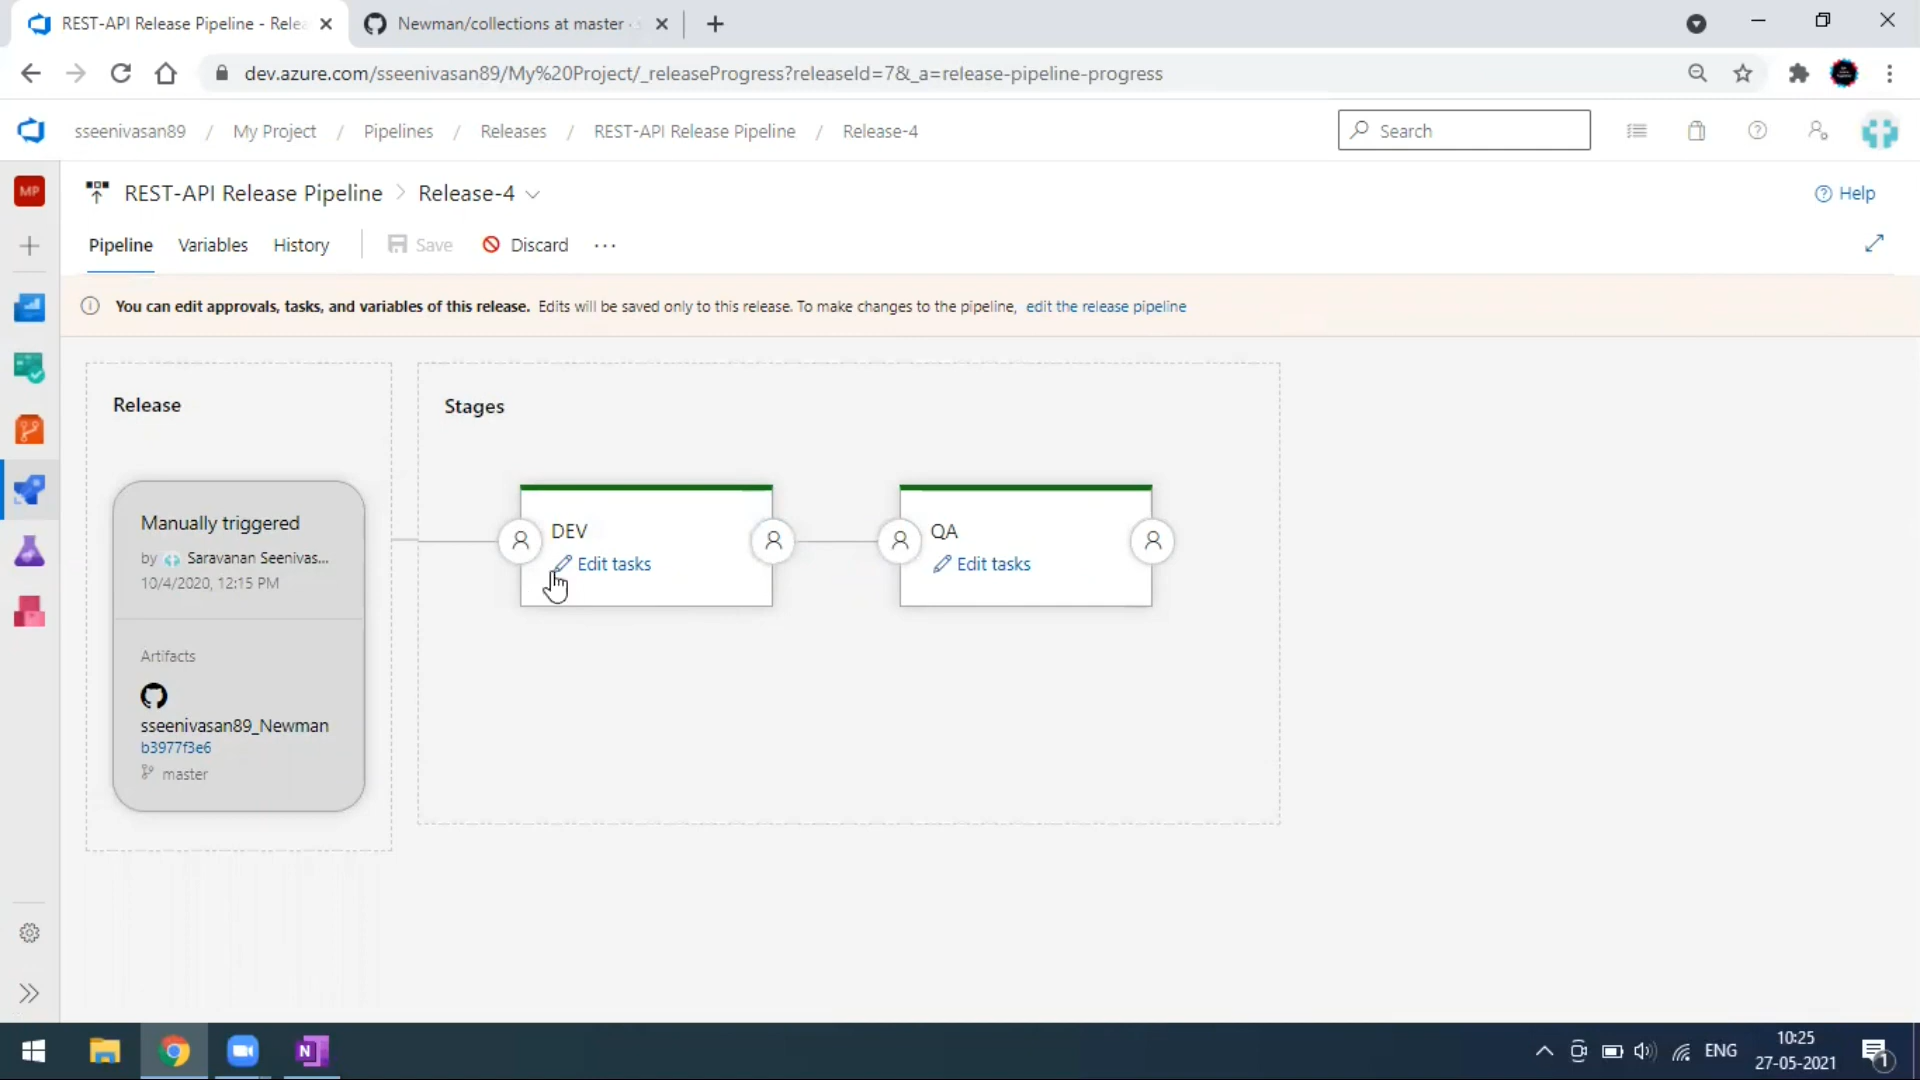 REST-API Release Pipeline - Relea
Newman/collections at master ·
dev.azure.com/sseenivasan89/My%20Project/_releaseProgress?releaseId=7&_a=release-pipeline-progress
sseenivasan89 / My Project / Pipelines / Releases / REST-API Release Pipeline / Release-4
Search
MP
REST-API Release Pipeline > Release-4
Help
Pipeline Variables History Save Discard ...
You can edit approvals, tasks, and variables of this release. Edits will be saved only to this release. To make changes to the pipeline, edit the release pipeline
Release
Stages
Manually triggered
by Saravanan Seenivas...
10/4/2020, 12:15 PM
Artifacts
sseenivasan89_Newman
b3977f3e6
master
DEV
Edit tasks
QA
Edit tasks
N
ENG
10:25
27-05-2021
1